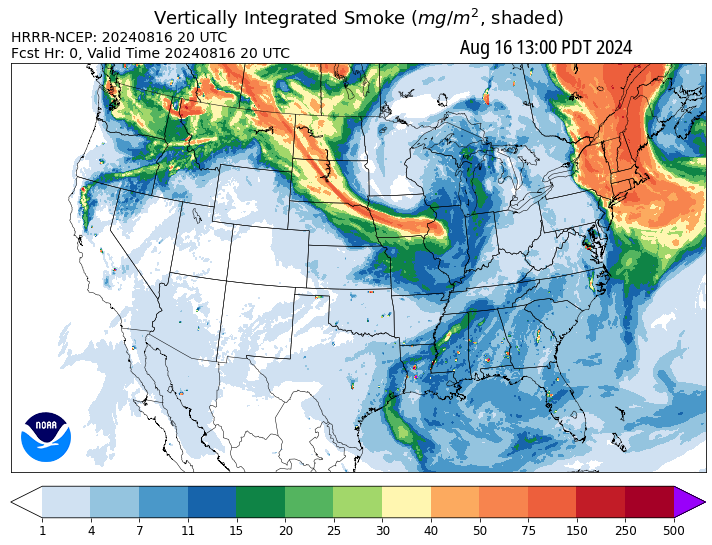 Vertically Integrated Smoke (mg/m², shaded)
HRRR-NCEP: 20240816 20 UTC
Fcst Hr: 0, Valid Time 20240816 20 UTC
Aug 16 13:00 PDT 2024
NOAA
1 4 7 11 15 20 25 30 40 50 75 150 250 500